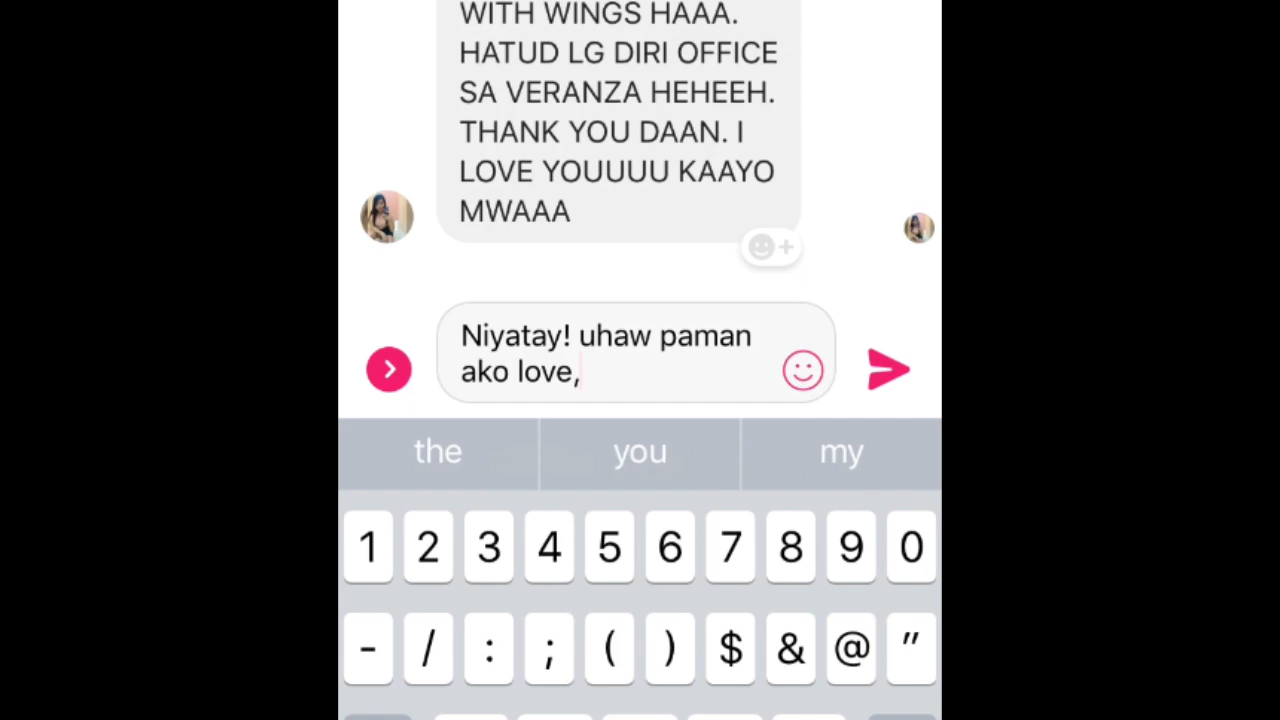 WITH WINGS HAAA.
HATUD LG DIRI OFFICE
SA VERANZA HEHEEH.
THANK YOU DAAN. I
LOVE YOUUUU KAAYO
MWAAA
Niyatay! uhaw paman
ako love,
the you my
1 2 3 4 5 6 7 8 9 0
- / : ; ( ) $ & @ "